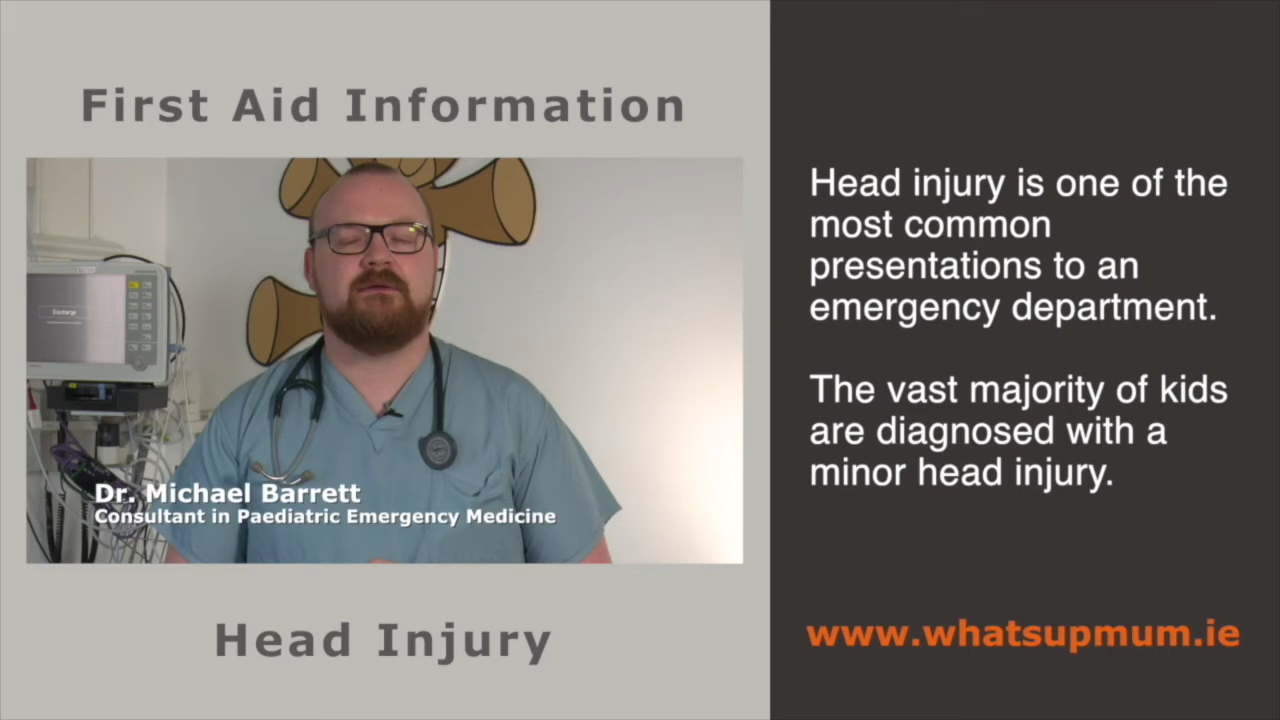 First Aid Information
Discharge
Dr. Michael Barrett
Consultant in Paediatric Emergency Medicine
Head Injury
Head injury is one of the
most common
presentations to an
emergency department.
The vast majority of kids
are diagnosed with a
minor head injury.
www.whatsupmum.ie